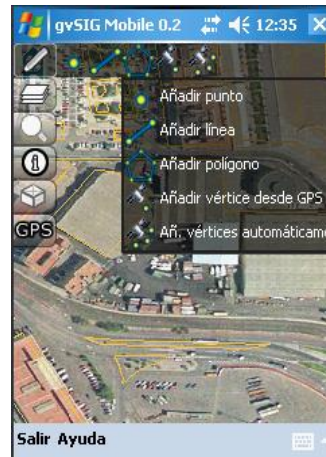 gvSIG Mobile 0.2 12:35
Añadir punto
Añadir línea
Añadir polígono
Añadir vértice desde GPS
Añ, vértices automáticame
GPS
Salir Ayuda